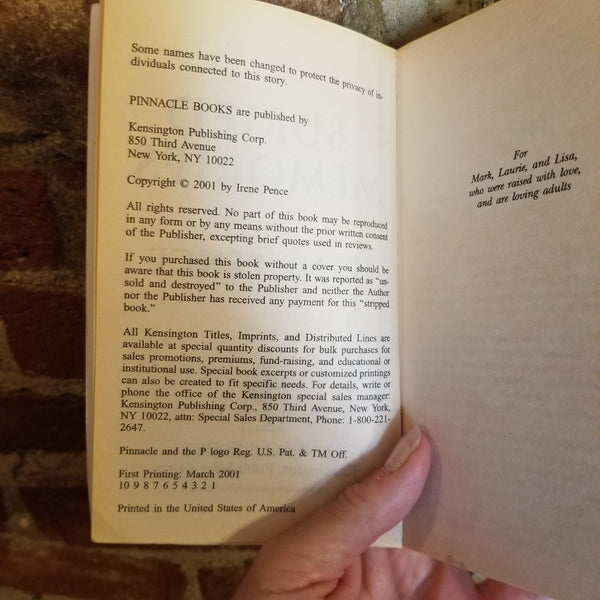 Some names have been changed to protect the privacy of in-
dividuals connected to this story.
PINNACLE BOOKS are published by
Kensington Publishing Corp.
850 Third Avenue
New York, NY 10022
Copyright © 2001 by Irene Pence
All rights reserved. No part of this book may be reproduced
in any form or by any means without the prior written consent
of the Publisher, excepting brief quotes used in reviews.
If you purchased this book without a cover you should be
aware that this book is stolen property. It was reported as “un-
sold and destroyed” to the Publisher and neither the Author
nor the Publisher has received any payment for this “stripped
book.”
All Kensington Titles, Imprints, and Distributed Lines are
available at special quantity discounts for bulk purchases for
sales promotions, premiums, fund-raising, and educational or
institutional use. Special book excerpts or customized printings
can also be created to fit specific needs. For details, write or
phone the office of the Kensington special sales manager:
Kensington Publishing Corp., 850 Third Avenue, New York,
NY 10022, attn: Special Sales Department, Phone: 1-800-221-
2647.
Pinnacle and the P logo Reg. U.S. Pat. & TM Off.
First Printing: March 2001
10 9 8 7 6 5 4 3 2 1
Printed in the United States of America
For
Mark, Laurie, and Lisa,
who were raised with love,
and are loving adults